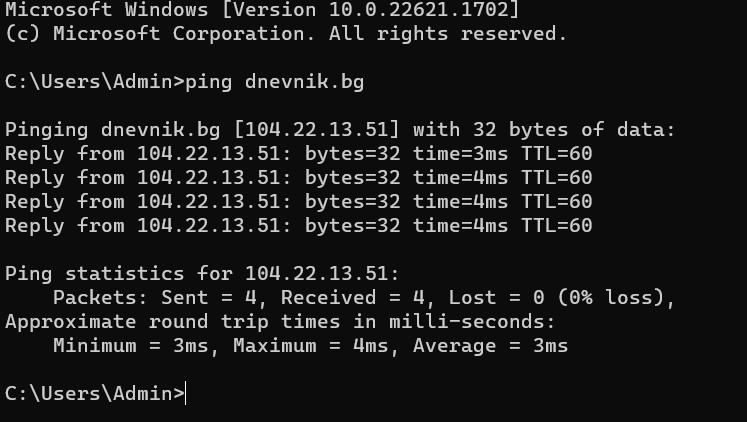 Microsoft Windows [Version 10.0.22621.1702]
(c) Microsoft Corporation. All rights reserved.
C:\Users\Admin>ping dnevnik.bg
Pinging dnevnik.bg [104.22.13.51] with 32 bytes of data:
Reply from 104.22.13.51: bytes=32 time=3ms TTL=60
Reply from 104.22.13.51: bytes=32 time=4ms TTL=60
Reply from 104.22.13.51: bytes=32 time=4ms TTL=60
Reply from 104.22.13.51: bytes=32 time=4ms TTL=60
Ping statistics for 104.22.13.51:
    Packets: Sent = 4, Received = 4, Lost = 0 (0% loss),
Approximate round trip times in milli-seconds:
    Minimum = 3ms, Maximum = 4ms, Average = 3ms
C:\Users\Admin>